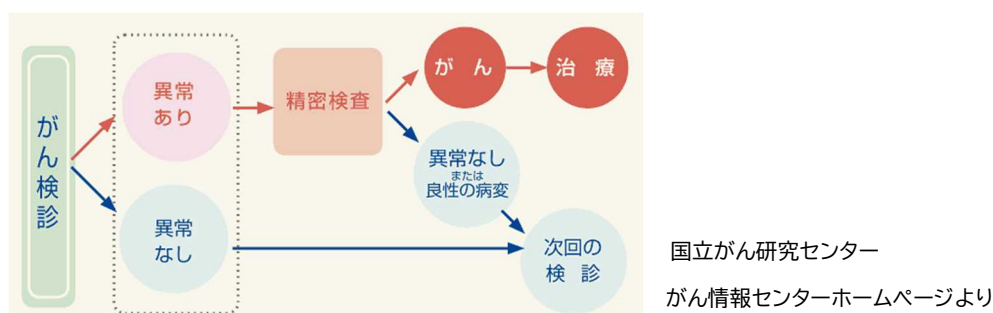 がん検診
異常
あり
異常
なし
精密検査
がん
治療
異常なし
または
良性の病変
次回の
検診
国立がん研究センター
がん情報センターホームページより